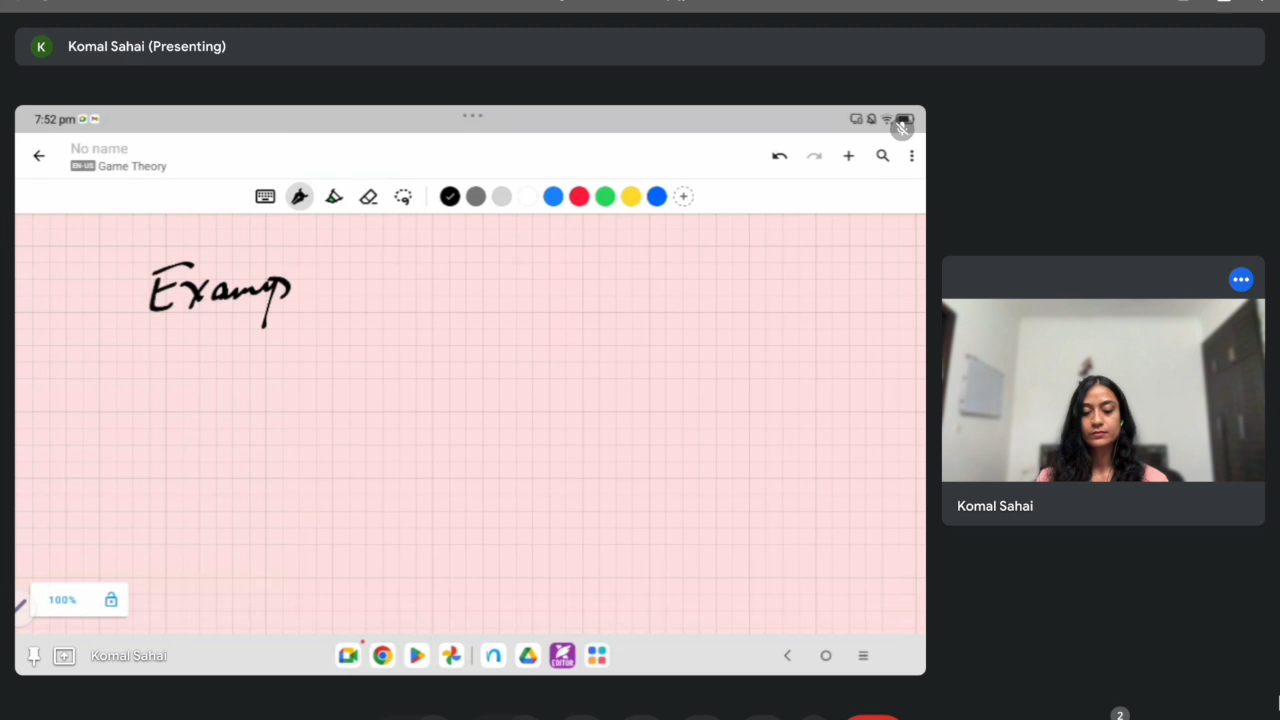 K Komal Sahai (Presenting)
7:52 pm
No name
EN-US Game Theory
Examp
100%
Komal Sahai
EDITOR
Komal Sahai
2